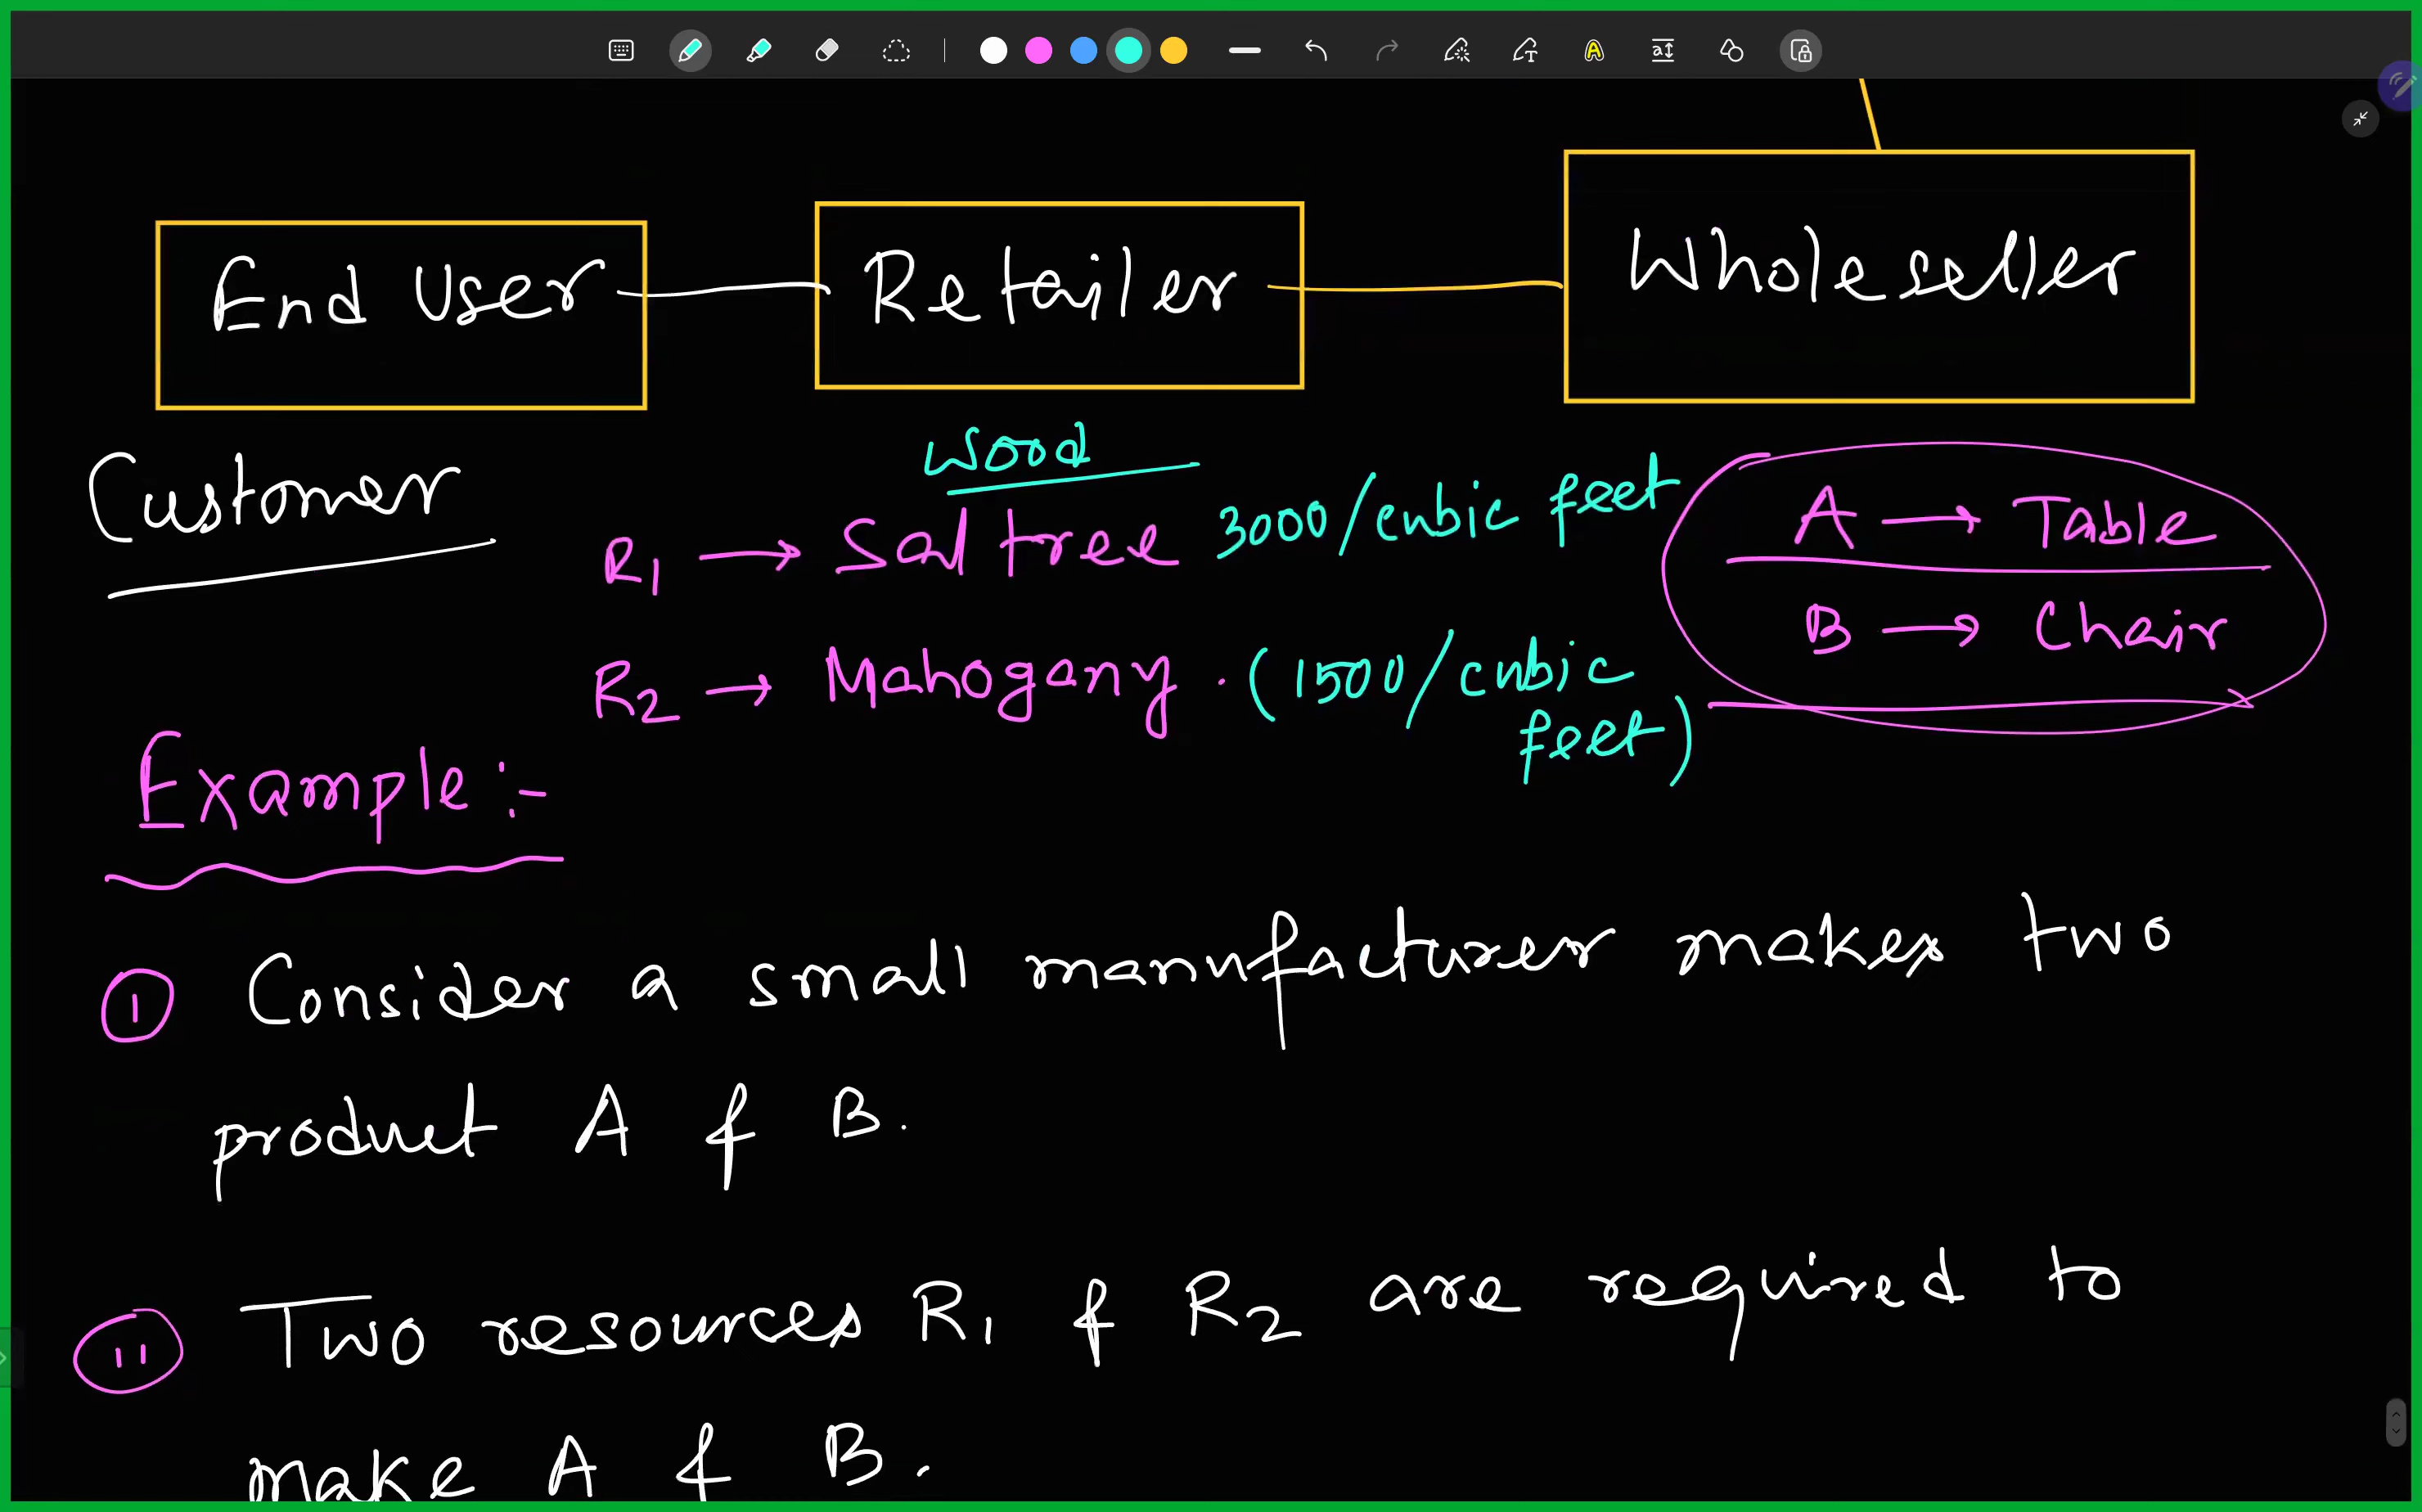 End User
Retailer
Wholeseller
Customer
Wood
R1 → Sal tree 3000/cubic feet
A → Table
B → Chair
R2 → Mahogany . (1500/cubic
feet)
Example :-
1 Consider a small manufacturer makes two
product A & B.
11 Two resources R1 & R2 are required to
make A & B.